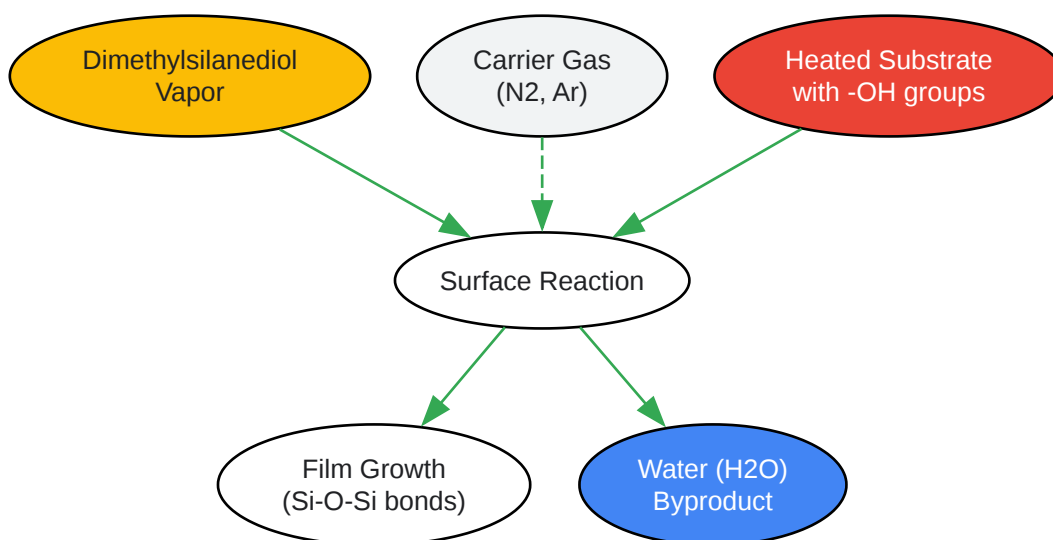 Dimethylsilanediol
Vapor
Carrier Gas
(N2, Ar)
Heated Substrate
with -OH groups
Surface Reaction
Film Growth
(Si-O-Si bonds)
Water (H2O)
Byproduct